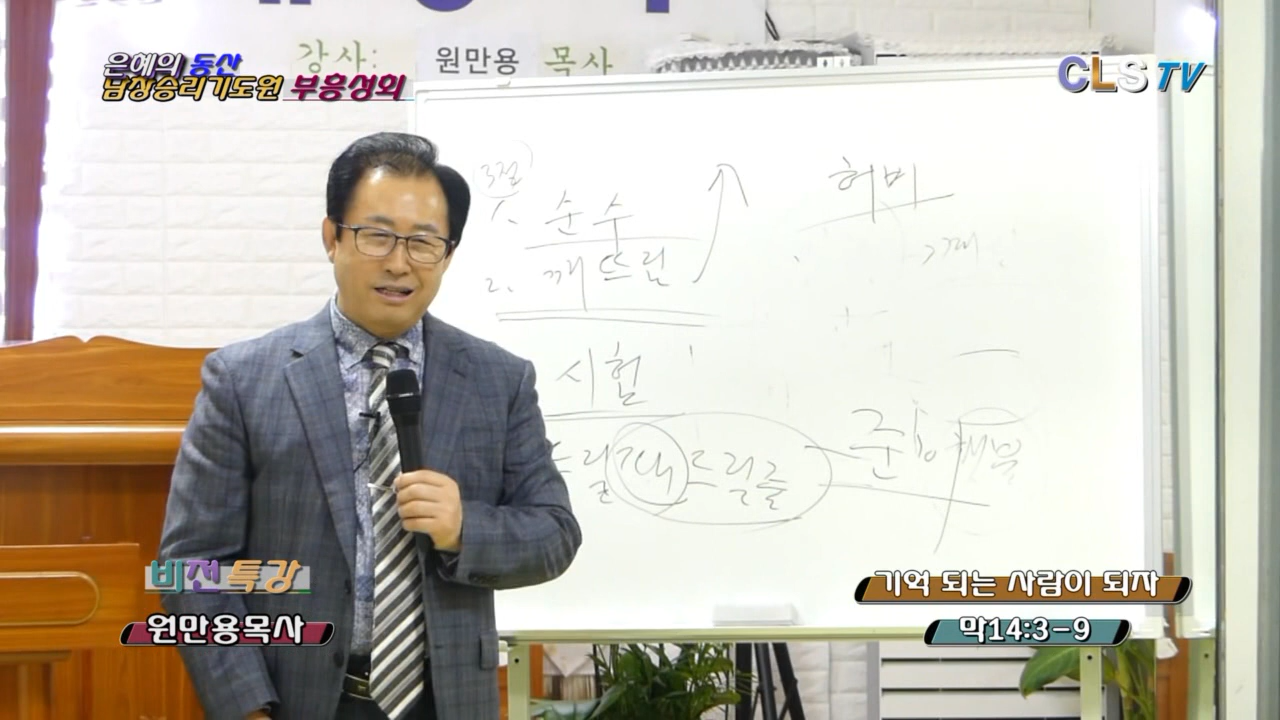 강사: 원만용 목사
은혜의 동산
남상승리기도원 부흥성회
CLS TV
3절
1. 순수
2. 깨뜨림
허비
시험
드릴때 드릴줄
비전특강
원만용목사
기억 되는 사람이 되자
막14:3-9